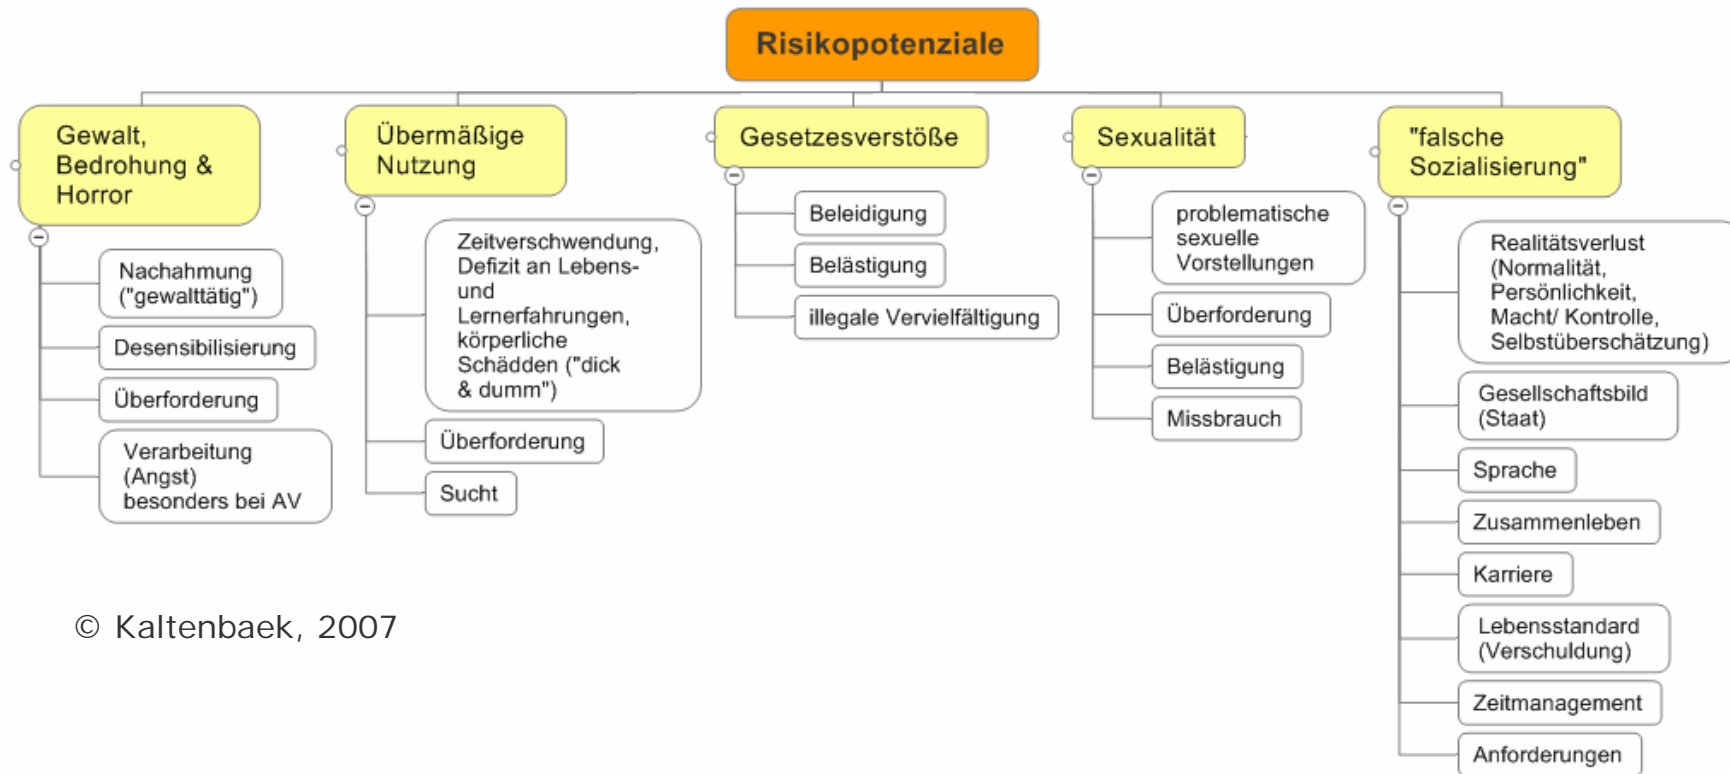 Risikopotenziale
Gewalt,
Bedrohung &
Horror
Nachahmung
("gewalttätig")
Desensibilisierung
Überforderung
Verarbeitung
(Angst)
besonders bei AV
Übermäßige
Nutzung
Zeitverschwendung,
Defizit an Lebens-
und
Lernerfahrungen,
körperliche
Schädden ("dick
& dumm")
Überforderung
Sucht
Gesetzesverstöße
Beleidigung
Belästigung
illegale Vervielfältigung
Sexualität
problematische
sexuelle
Vorstellungen
Überforderung
Belästigung
Missbrauch
"falsche
Sozialisierung"
Realitätsverlust
(Normalität,
Persönlichkeit,
Macht/ Kontrolle,
Selbstüberschätzung)
Gesellschaftsbild
(Staat)
Sprache
Zusammenleben
Karriere
Lebensstandard
(Verschuldung)
Zeitmanagement
Anforderungen
© Kaltenbaek, 2007